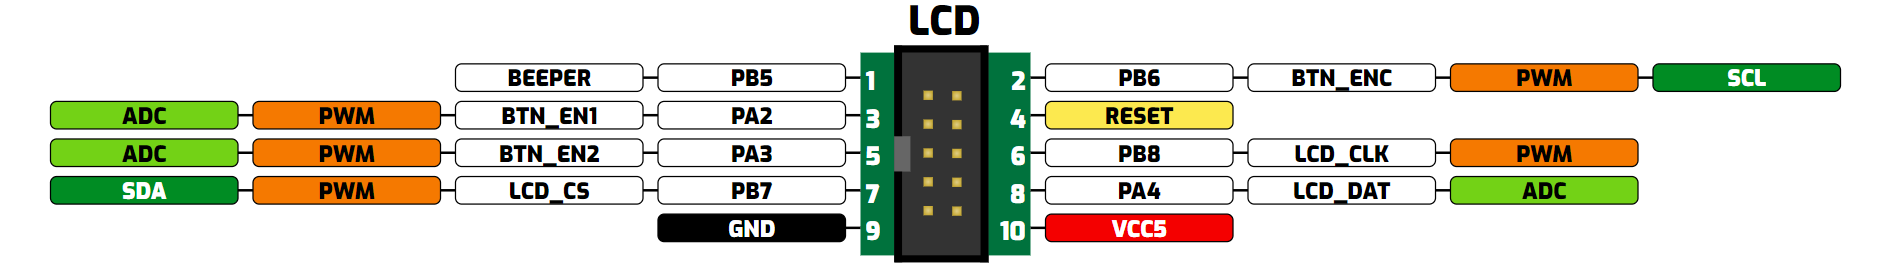 LCD
BEEPER PB5 1 2 PB6 BTN_ENC PWM SCL
ADC PWM BTN_EN1 PA2 3 4 RESET
ADC PWM BTN_EN2 PA3 5 6 PB8 LCD_CLK PWM
SDA PWM LCD_CS PB7 7 8 PA4 LCD_DAT ADC
GND 9 10 VCC5